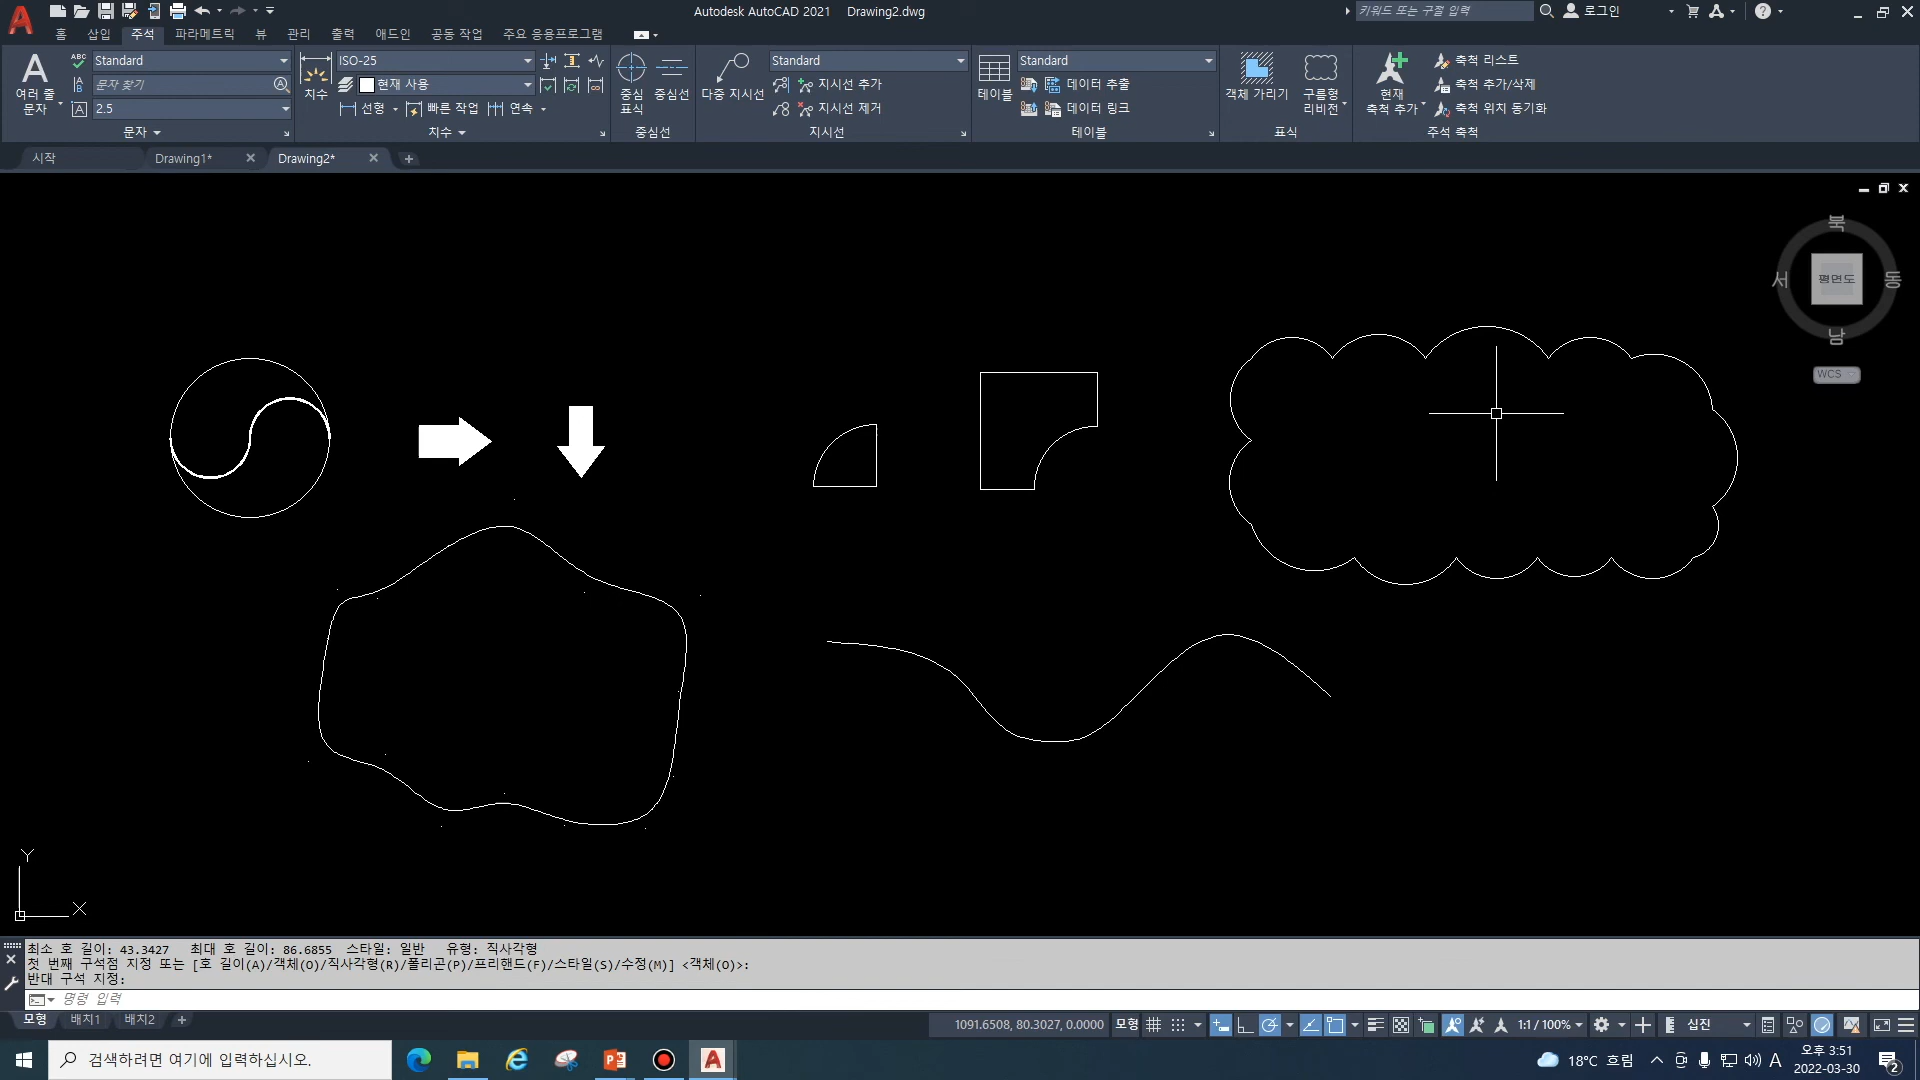 Autodesk AutoCAD 2021 Drawing2.dwg
키워드 또는 구절 입력
로그인
홈 삽입 주석 파라메트릭 뷰 관리 출력 애드인 공동 작업 주요 응용프로그램
여러 줄 문자
ABC
Standard
문자 찾기
2.5
문자
치수
ISO-25
현재 사용
선형 빠른 작업 연속
치수
중심 표식
중심선
중심선
다중 지시선
Standard
지시선 추가
지시선 제거
지시선
테이블
Standard
데이터 추출
데이터 링크
테이블
객체 가리기
구름형 리비전
표식
현재 축척 추가
축척 리스트
축척 추가/삭제
축척 위치 동기화
주석 축척
시작 Drawing1* Drawing2*
북
서 평면도 동
남
WCS
Y
X
최소 호 길이: 43.3427 최대 호 길이: 86.6855 스타일: 일반 유형: 직사각형
첫 번째 구석점 지정 또는 [호 길이(A)/객체(O)/직사각형(R)/폴리곤(P)/프리핸드(F)/스타일(S)/수정(M)] <객체(O)>:
반대 구석 지정:
명령 입력
모형 배치1 배치2
1091.6508, 80.3027, 0.0000 모형 1:1 / 100% 십진
검색하려면 여기에 입력하십시오.
18°C 흐림
A
오후 3:51
2022-03-30
2